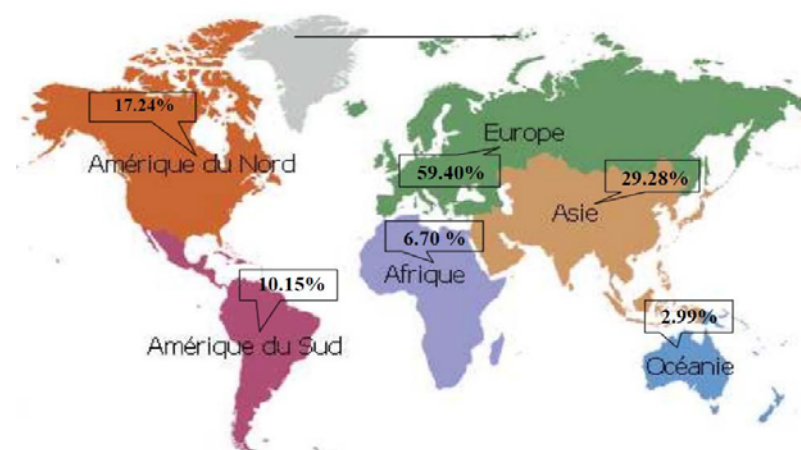 17.24%
Amérique du Nord
Europe
59.40%
29.28%
Asie
6.70 %
Afrique
10.15%
Amérique du Sud
2.99%
Océanie